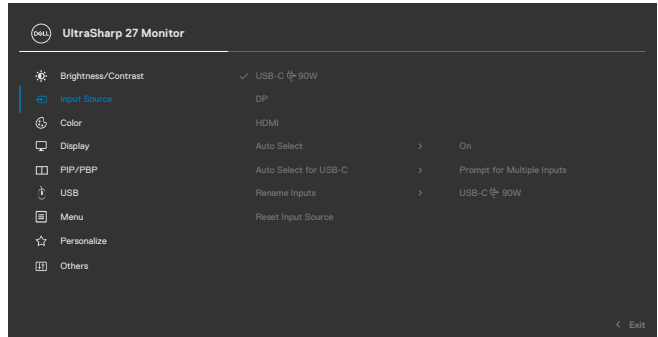 DELL UltraSharp 27 Monitor
Brightness/Contrast USB-C 90W
Input Source DP
Color HDMI
Display Auto Select On
PIP/PBP Auto Select for USB-C Prompt for Multiple Inputs
USB Rename Inputs USB-C 90W
Menu Reset Input Source
Personalize
Others
Exit